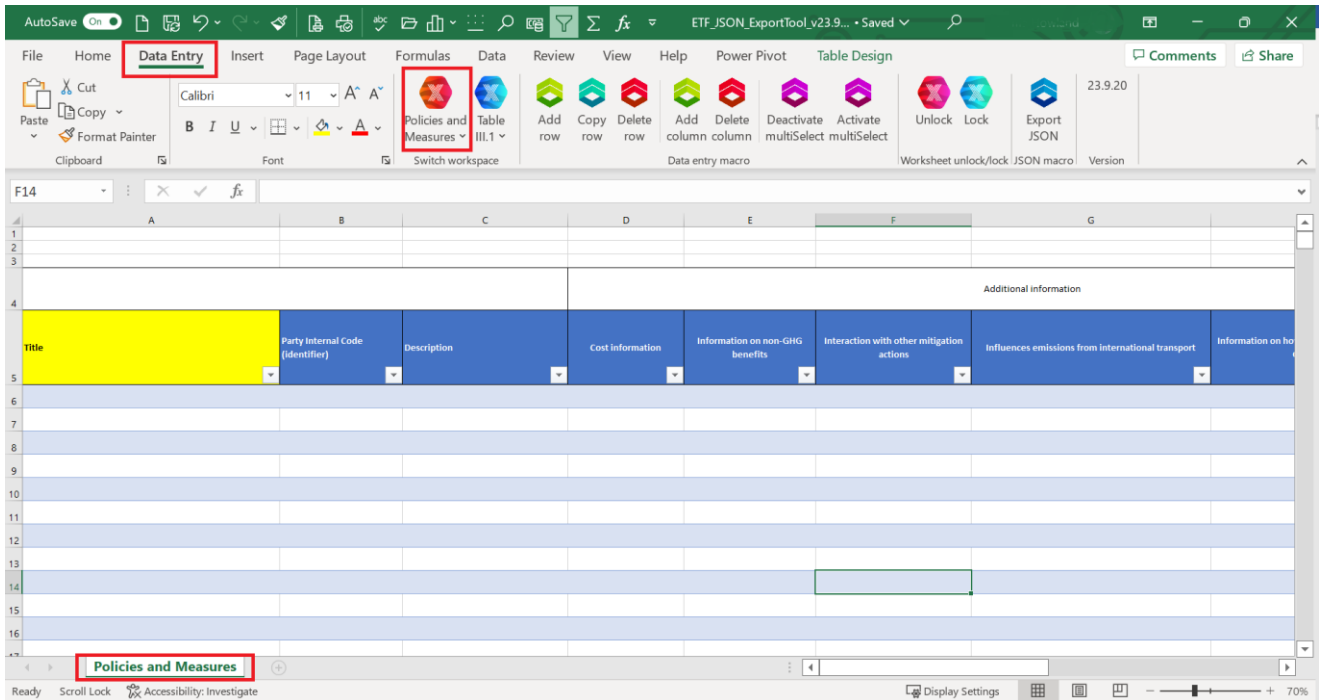 AutoSave On
ETF_JSON_ExportTool_v23.9... • Saved
File Home Data Entry Insert Page Layout Formulas Data Review View Help Power Pivot Table Design Comments Share
Paste
Cut
Copy
Format Painter
Clipboard
Calibri 11 A^ A˅
B I U A
Font
Policies and Measures
Table III.1
Switch workspace
Add row
Copy row
Delete row
Add column
Delete column
Deactivate multiSelect
Activate multiSelect
Data entry macro
Unlock
Lock
Worksheet unlock/lock
Export JSON
JSON macro
23.9.20
Version
F14 fx
A B C D E F G
1
2
3
4 Additional information
5 Title
Party Internal Code (identifier)
Description
Cost information
Information on non-GHG benefits
Interaction with other mitigation actions
Influences emissions from international transport
Information on
6
7
8
9
10
11
12
13
14
15
16
Policies and Measures
Ready Scroll Lock Accessibility: Investigate Display Settings 70%